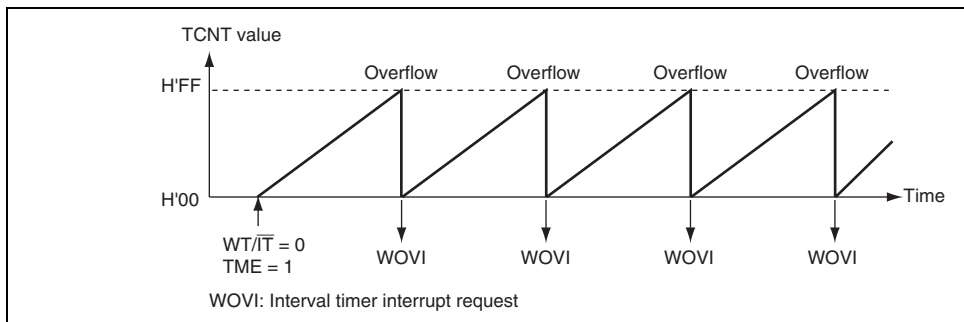 TCNT value
Overflow Overflow Overflow Overflow
H'FF
H'00
Time
WT/I̅T̅ = 0
TME = 1
WOVI WOVI WOVI WOVI
WOVI: Interval timer interrupt request